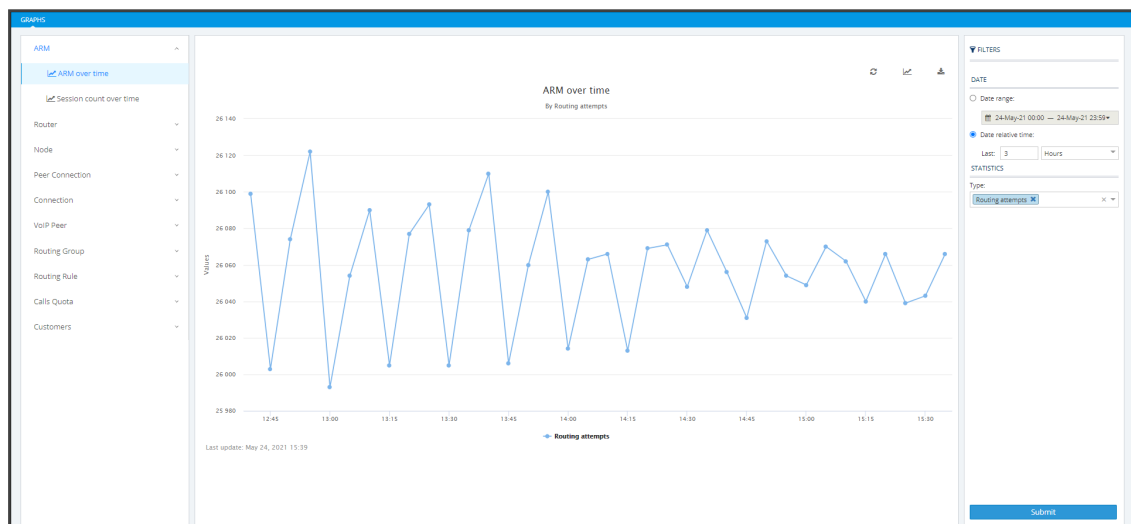 GRAPHS
ARM
ARM over time
Session count over time
Router
Node
Peer Connection
Connection
VoIP Peer
Routing Group
Routing Rule
Calls Quota
Customers
ARM over time
By Routing attempts
26 140
26 120
26 100
26 080
26 060
26 040
26 020
26 000
25 980
Values
12:45 13:00 13:15 13:30 13:45 14:00 14:15 14:30 14:45 15:00 15:15 15:30
Routing attempts
Last update: May 24, 2021 15:39
FILTERS
DATE
Date range:
24-May-21 00:00 — 24-May-21 23:59
Date relative time:
Last: 3 Hours
STATISTICS
Type:
Routing attempts
Submit